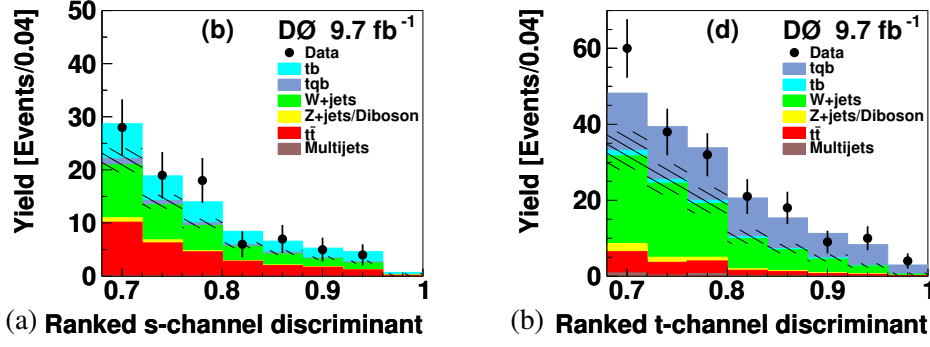 (b) DØ 9.7 fb⁻¹
Yield [Events/0.04]
50
40
30
20
10
0
Data
tb
tqb
W+jets
Z+jets/Diboson
tt̄
Multijets
0.7 0.8 0.9 1
(a) Ranked s-channel discriminant
(d) DØ 9.7 fb⁻¹
Yield [Events/0.04]
60
40
20
0
Data
tqb
tb
W+jets
Z+jets/Diboson
tt̄
Multijets
0.7 0.8 0.9 1
(b) Ranked t-channel discriminant